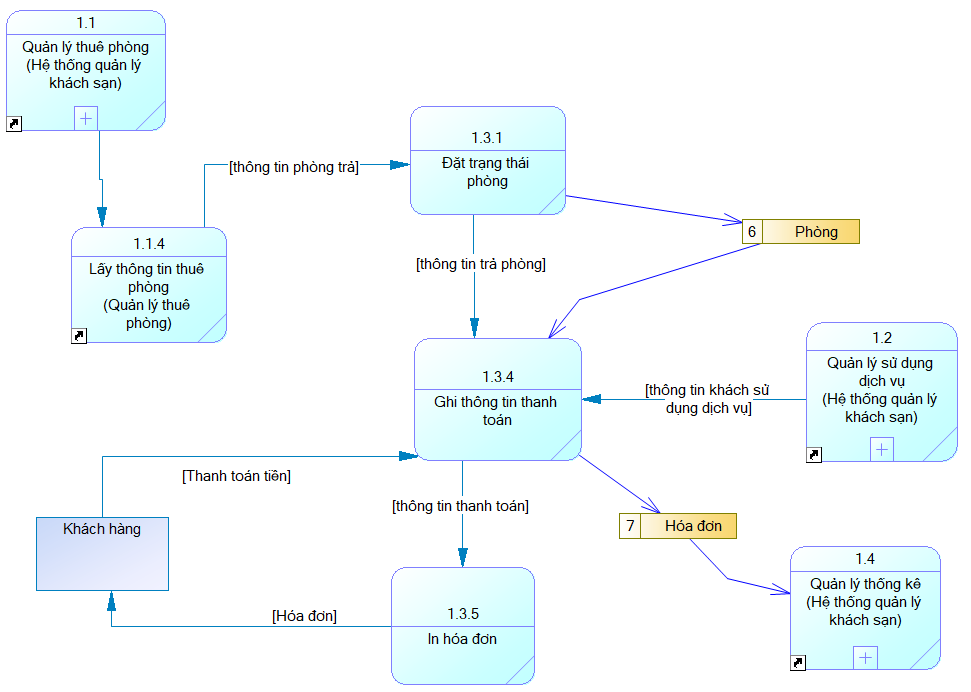 1.1
Quản lý thuê phòng
(Hệ thống quản lý
khách sạn)
1.3.1
Đặt trạng thái
phòng
[thông tin phòng trả]
6
Phòng
1.1.4
Lấy thông tin thuê
phòng
(Quản lý thuê
phòng)
[thông tin trả phòng]
1.2
Quản lý sử dụng
dịch vụ
(Hệ thống quản lý
khách sạn)
1.3.4
Ghi thông tin thanh
toán
[thông tin khách sử
dụng dịch vụ]
[Thanh toán tiền]
[thông tin thanh toán]
Khách hàng
7
Hóa đơn
1.4
Quản lý thống kê
(Hệ thống quản lý
khách sạn)
1.3.5
In hóa đơn
[Hóa đơn]